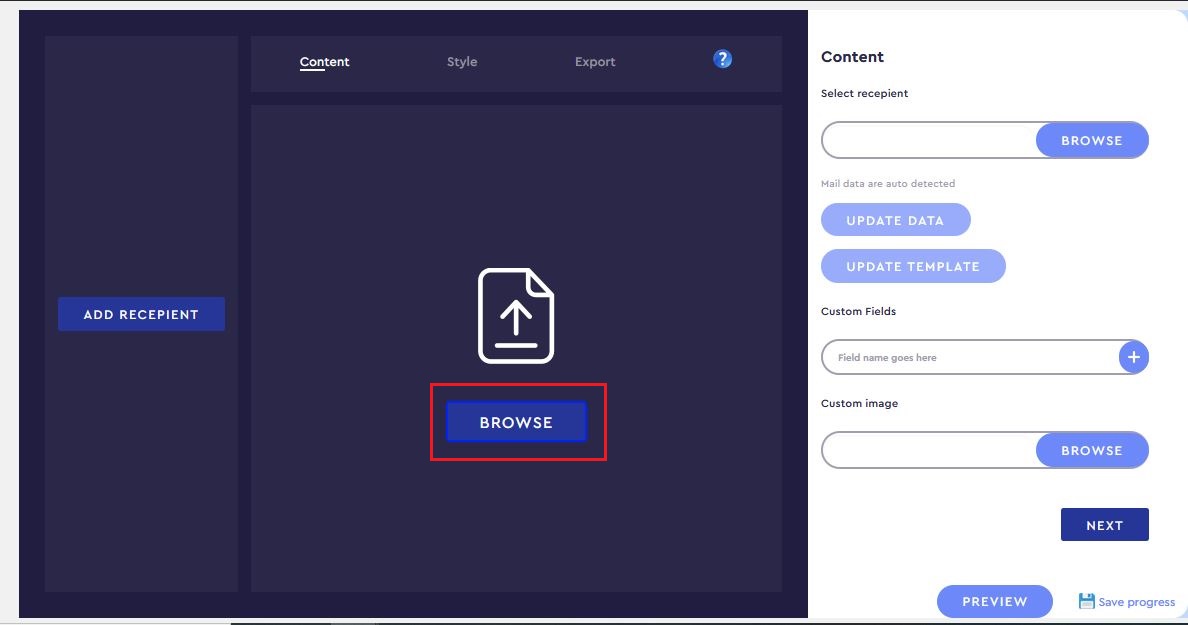 Content
Style
Export
?
ADD RECEPIENT
BROWSE
Content
Select recepient
BROWSE
Mail data are auto detected
UPDATE DATA
UPDATE TEMPLATE
Custom Fields
Field name goes here
+
Custom image
BROWSE
NEXT
PREVIEW
Save progress